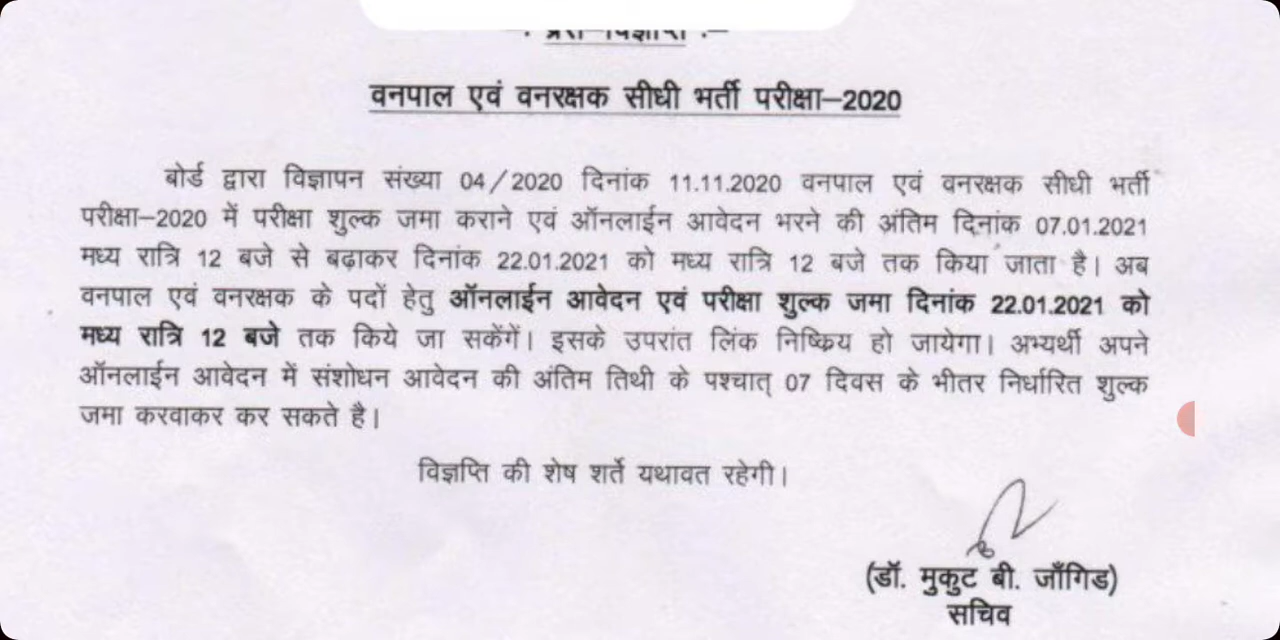 वनपाल एवं वनरक्षक सीधी भर्ती परीक्षा–2020
बोर्ड द्वारा विज्ञापन संख्या 04/2020 दिनांक 11.11.2020 वनपाल एवं वनरक्षक सीधी भर्ती
परीक्षा–2020 में परीक्षा शुल्क जमा कराने एवं ऑनलाईन आवेदन भरने की अंतिम दिनांक 07.01.2021
मध्य रात्रि 12 बजे से बढ़ाकर दिनांक 22.01.2021 को मध्य रात्रि 12 बजे तक किया जाता है। अब
वनपाल एवं वनरक्षक के पदों हेतु ऑनलाईन आवेदन एवं परीक्षा शुल्क जमा दिनांक 22.01.2021 को
मध्य रात्रि 12 बजे तक किये जा सकेंगें। इसके उपरांत लिंक निष्क्रिय हो जायेगा। अभ्यर्थी अपने
ऑनलाईन आवेदन में संशोधन आवेदन की अंतिम तिथी के पश्चात् 07 दिवस के भीतर निर्धारित शुल्क
जमा करवाकर कर सकते है।
विज्ञप्ति की शेष शर्ते यथावत रहेगी।
(डॉ. मुकुट बी. जाँगिड)
सचिव